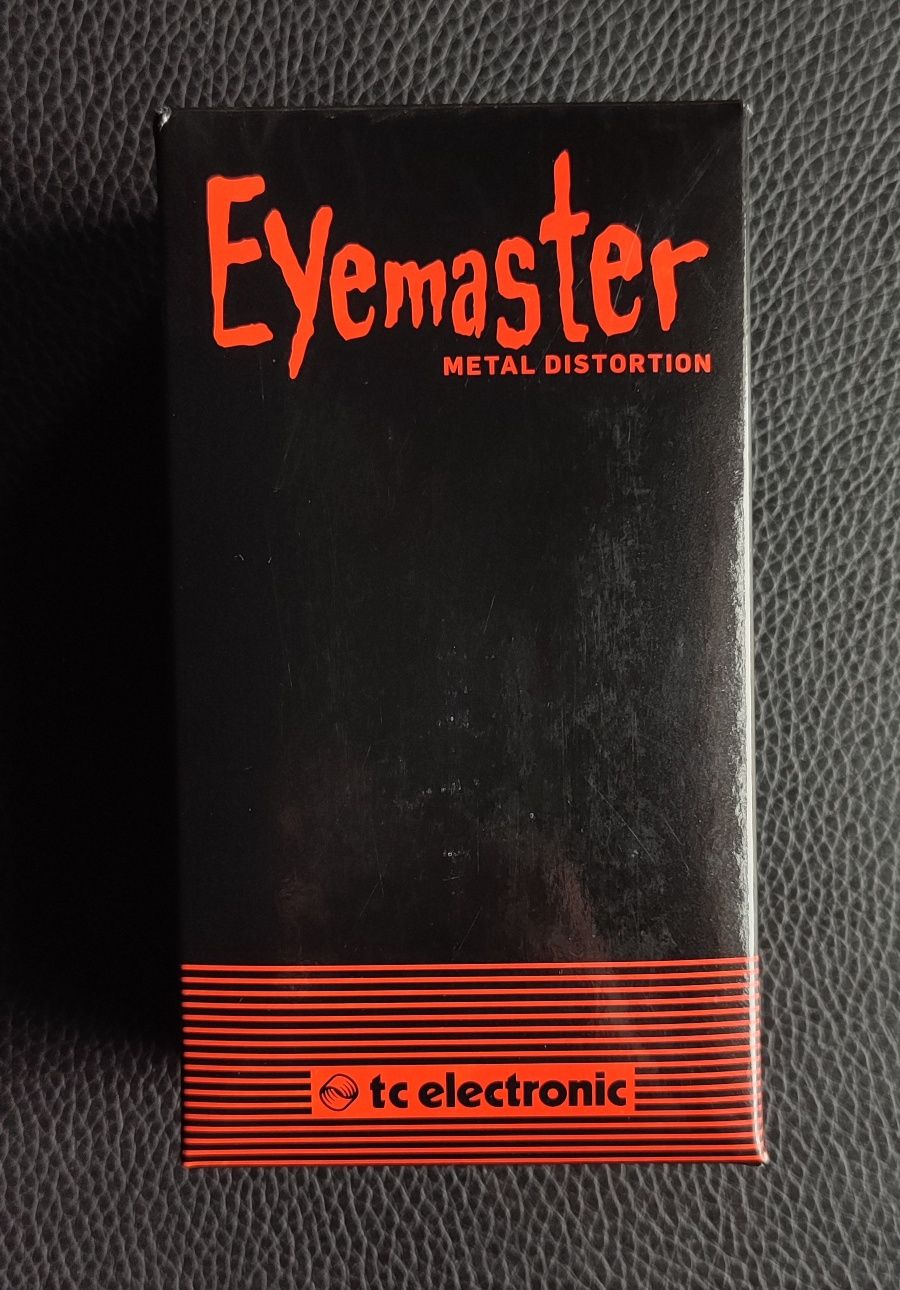 Eyemaster
METAL DISTORTION
tc electronic